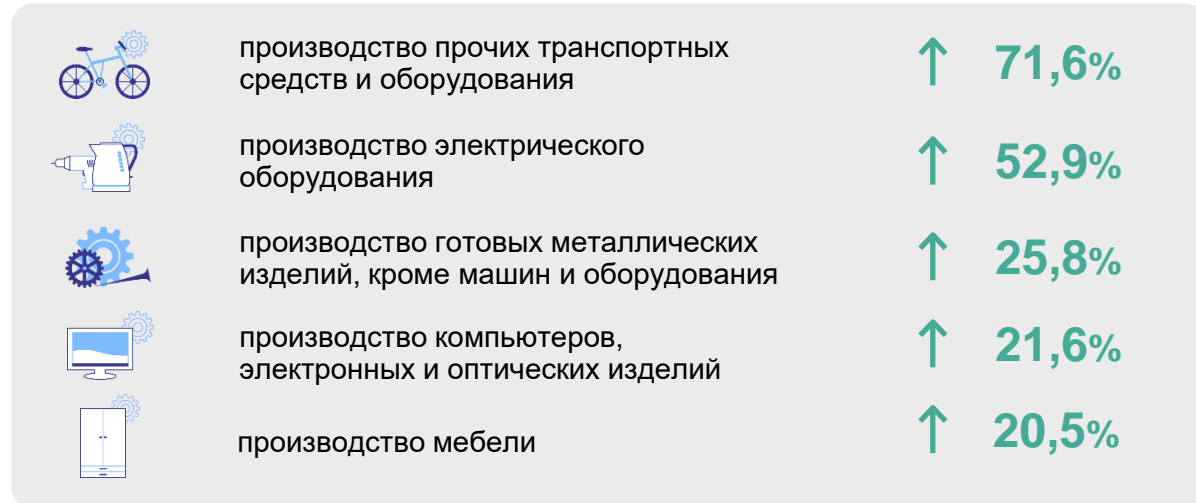 производство прочих транспортных
средств и оборудования
↑ 71,6%
производство электрического
оборудования
↑ 52,9%
производство готовых металлических
изделий, кроме машин и оборудования
↑ 25,8%
производство компьютеров,
электронных и оптических изделий
↑ 21,6%
производство мебели
↑ 20,5%